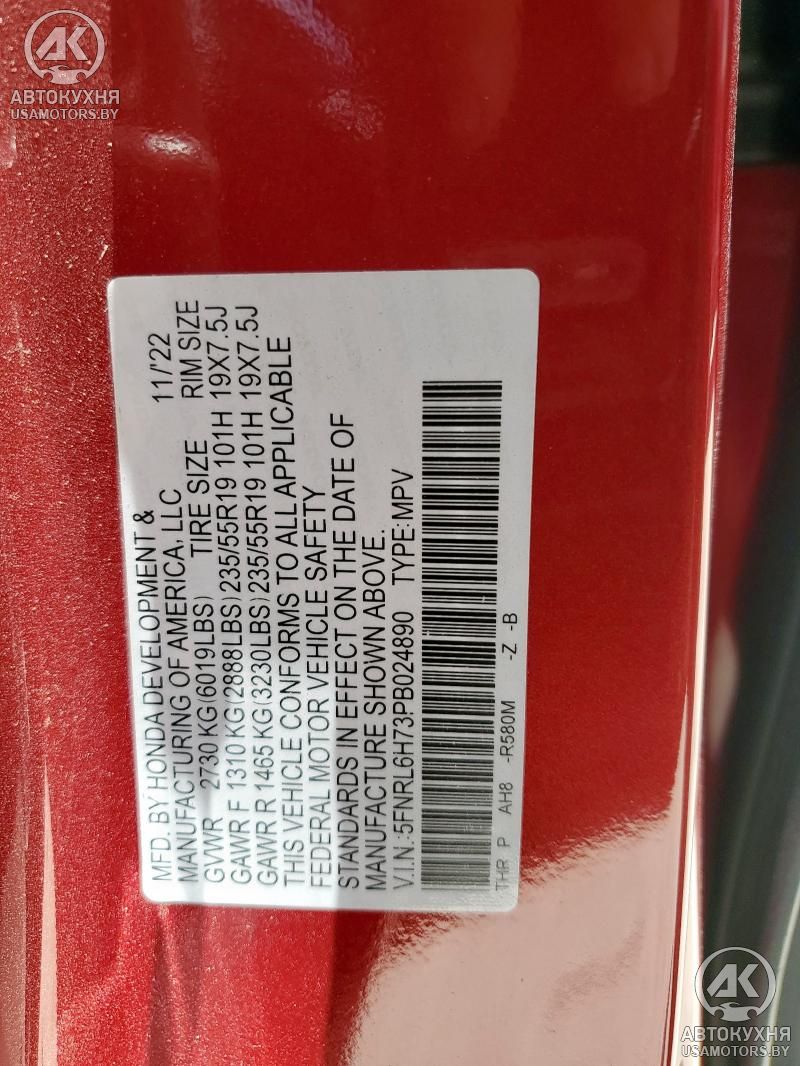 AK
АВТОКУХНЯ
USAMOTORS.BY
MFD. BY HONDA DEVELOPMENT & 11/'22
MANUFACTURING OF AMERICA, LLC
GVWR 2730 KG(6019LBS) TIRE SIZE RIM SIZE
GAWR F 1310 KG(2888LBS)235/55R19 101H 19X7.5J
GAWR R 1465 KG(3230LBS)235/55R19 101H 19X7.5J
THIS VEHICLE CONFORMS TO ALL APPLICABLE
FEDERAL MOTOR VEHICLE SAFETY
STANDARDS IN EFFECT ON THE DATE OF
MANUFACTURE SHOWN ABOVE.
V.I.N.:5FNRL6H73PB024890 TYPE:MPV
THR P AH8 -R580M -Z -B
AK
АВТОКУХНЯ
USAMOTORS.BY